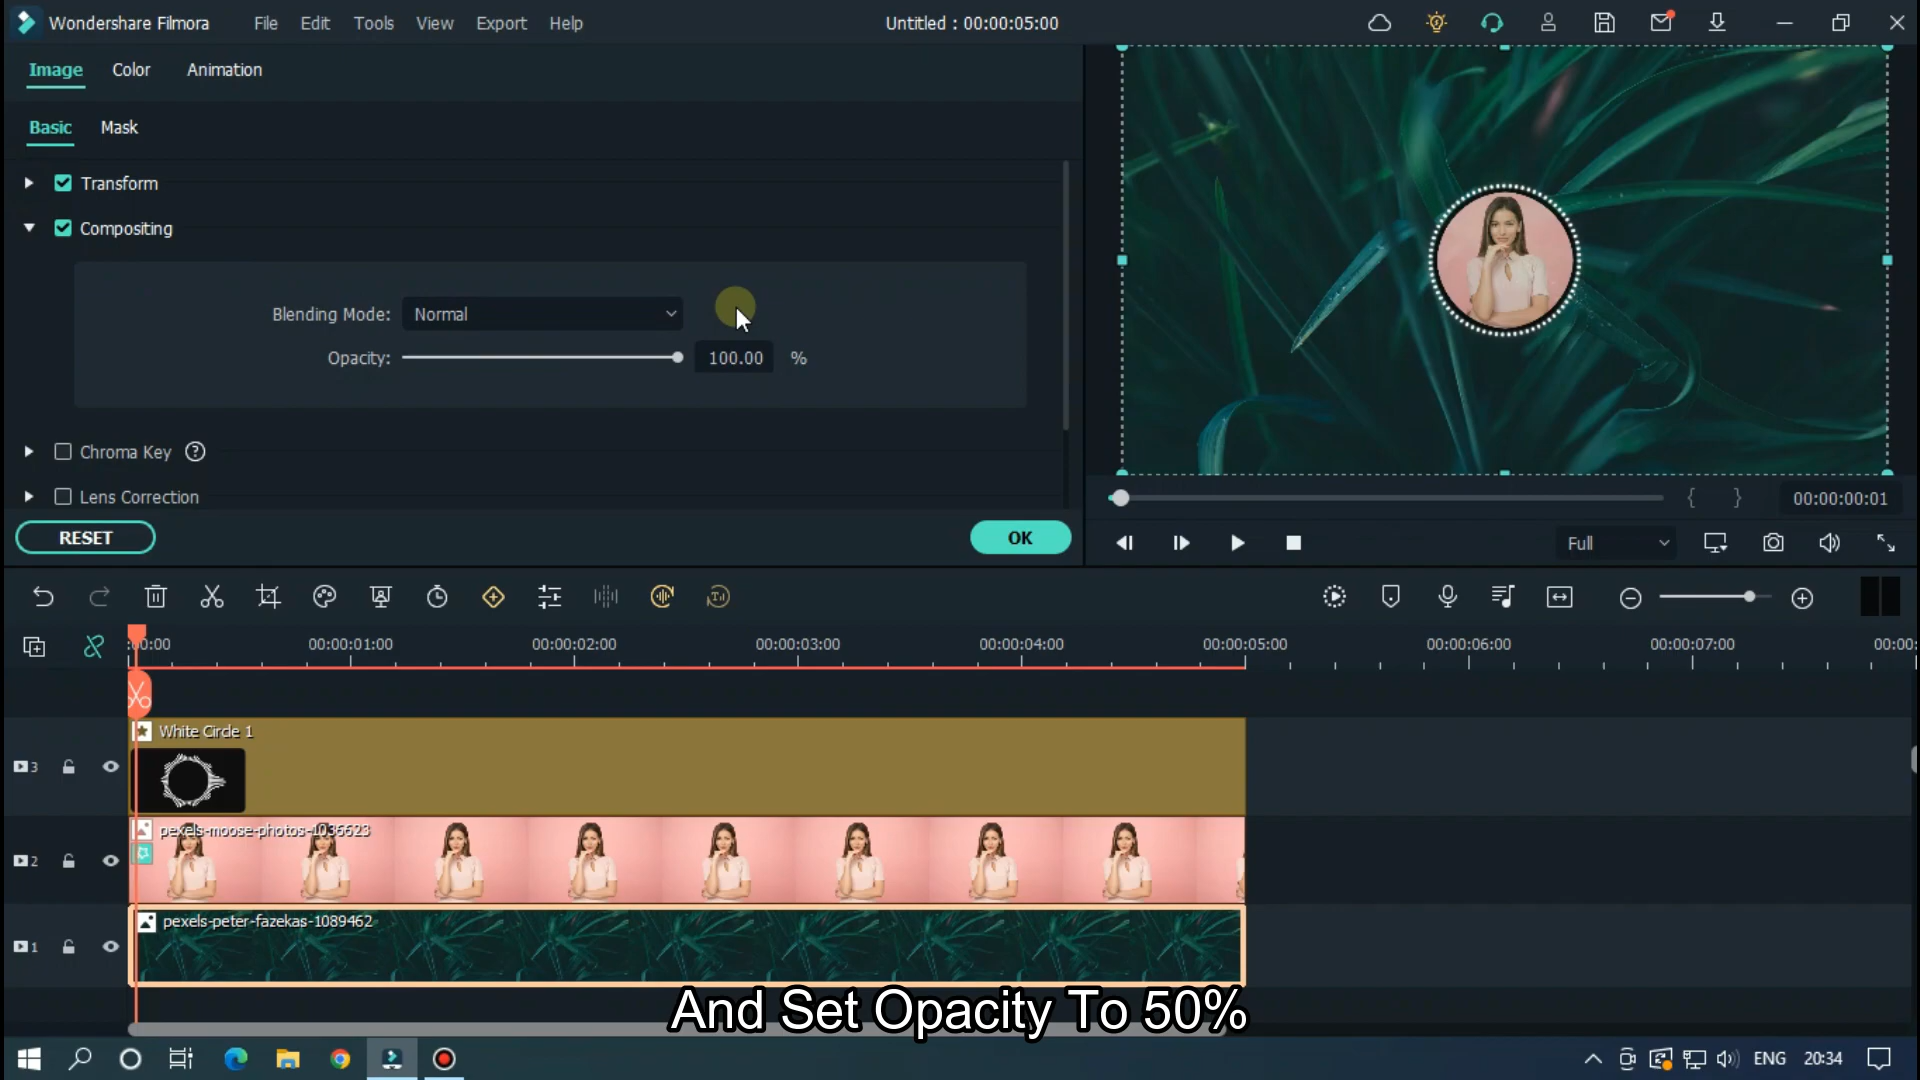 Wondershare Filmora File Edit Tools View Export Help Untitled : 00:00:05:00
Image Color Animation
Basic Mask
Transform
Compositing
Blending Mode: Normal
Opacity: 100.00 %
Chroma Key ?
Lens Correction
RESET OK
{ } 00:00:00:01
Full
:00:00 00:00:01:00 00:00:02:00 00:00:03:00 00:00:04:00 00:00:05:00 00:00:06:00 00:00:07:00 00:00:
White Circle 1
3
pexels-moose-photos-1036623
2
pexels-peter-fazekas-1089462
1
And Set Opacity To 50%
ENG 20:34